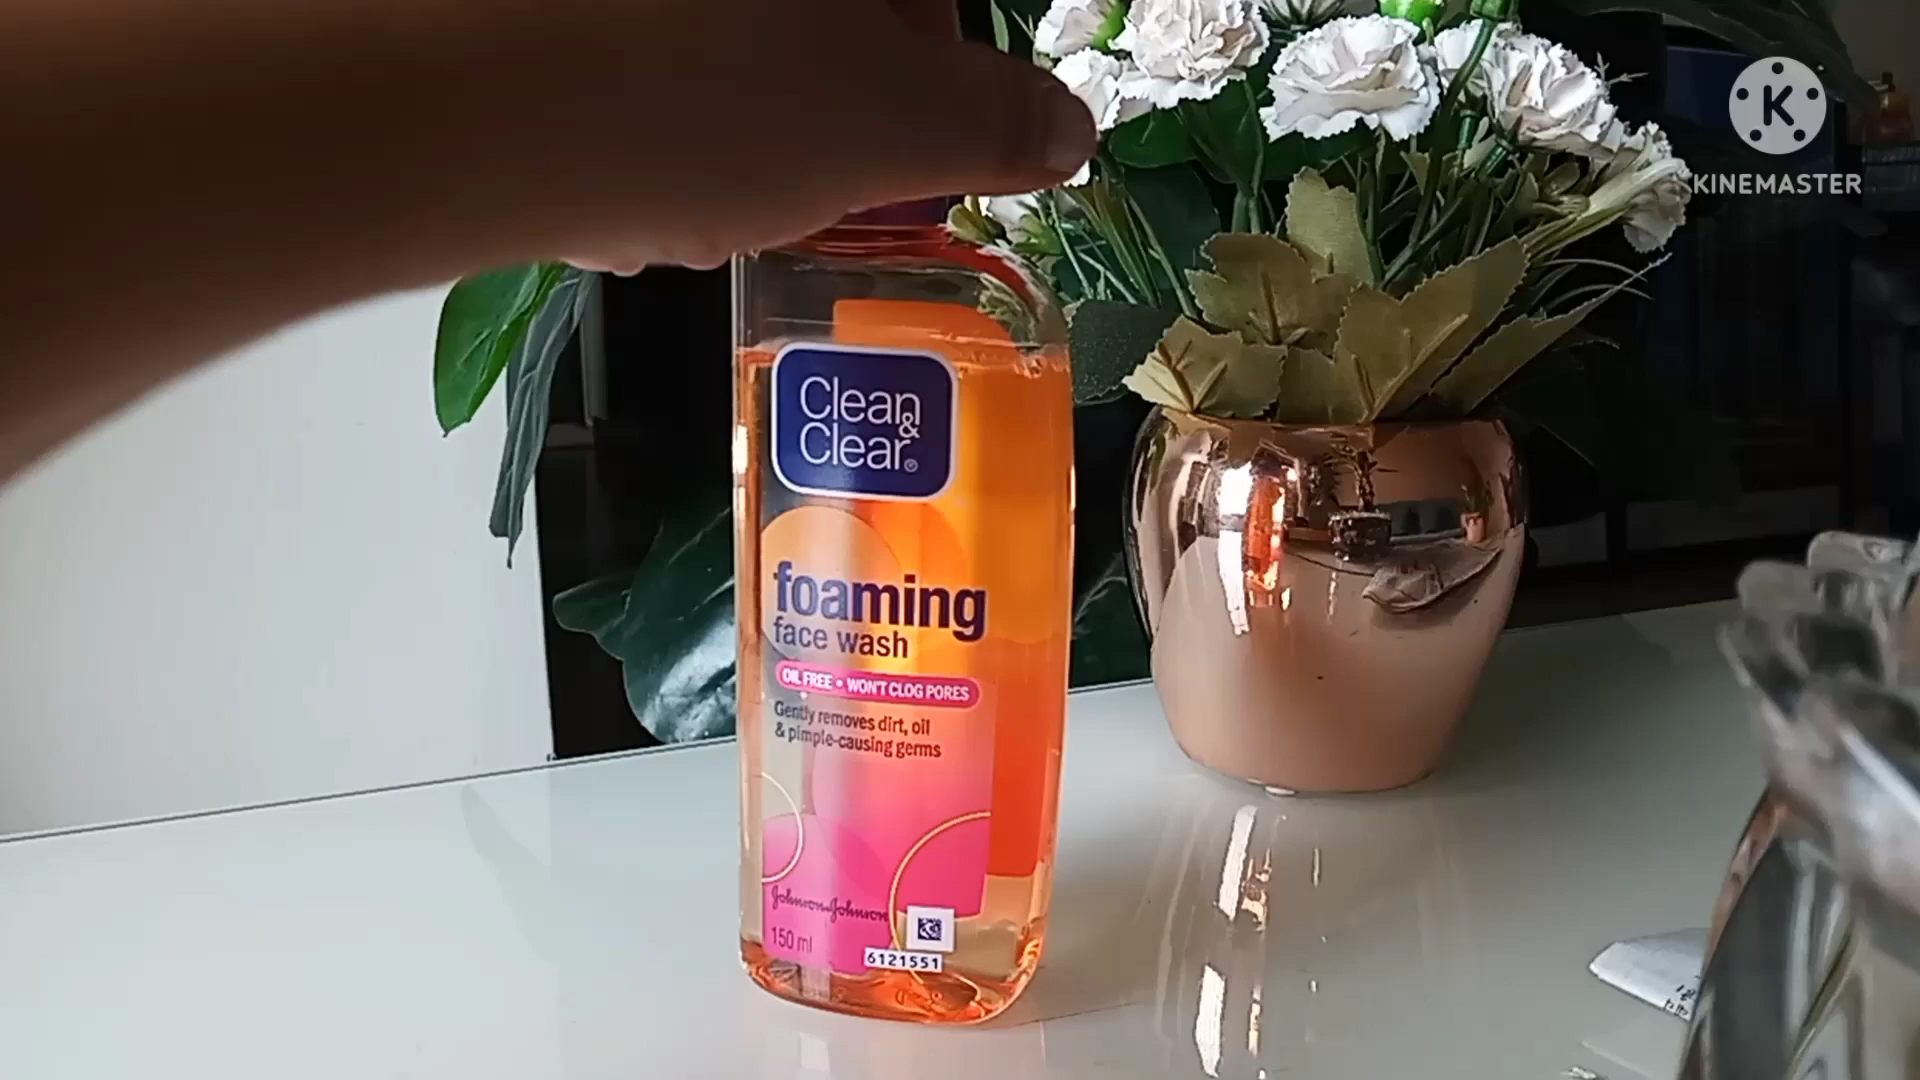 Clean
&
Clear®
foaming
face wash
OIL FREE • WON'T CLOG PORES
Gently removes dirt, oil
& pimple-causing germs
Johnson&Johnson
150 ml
6121551
K
KINEMASTER